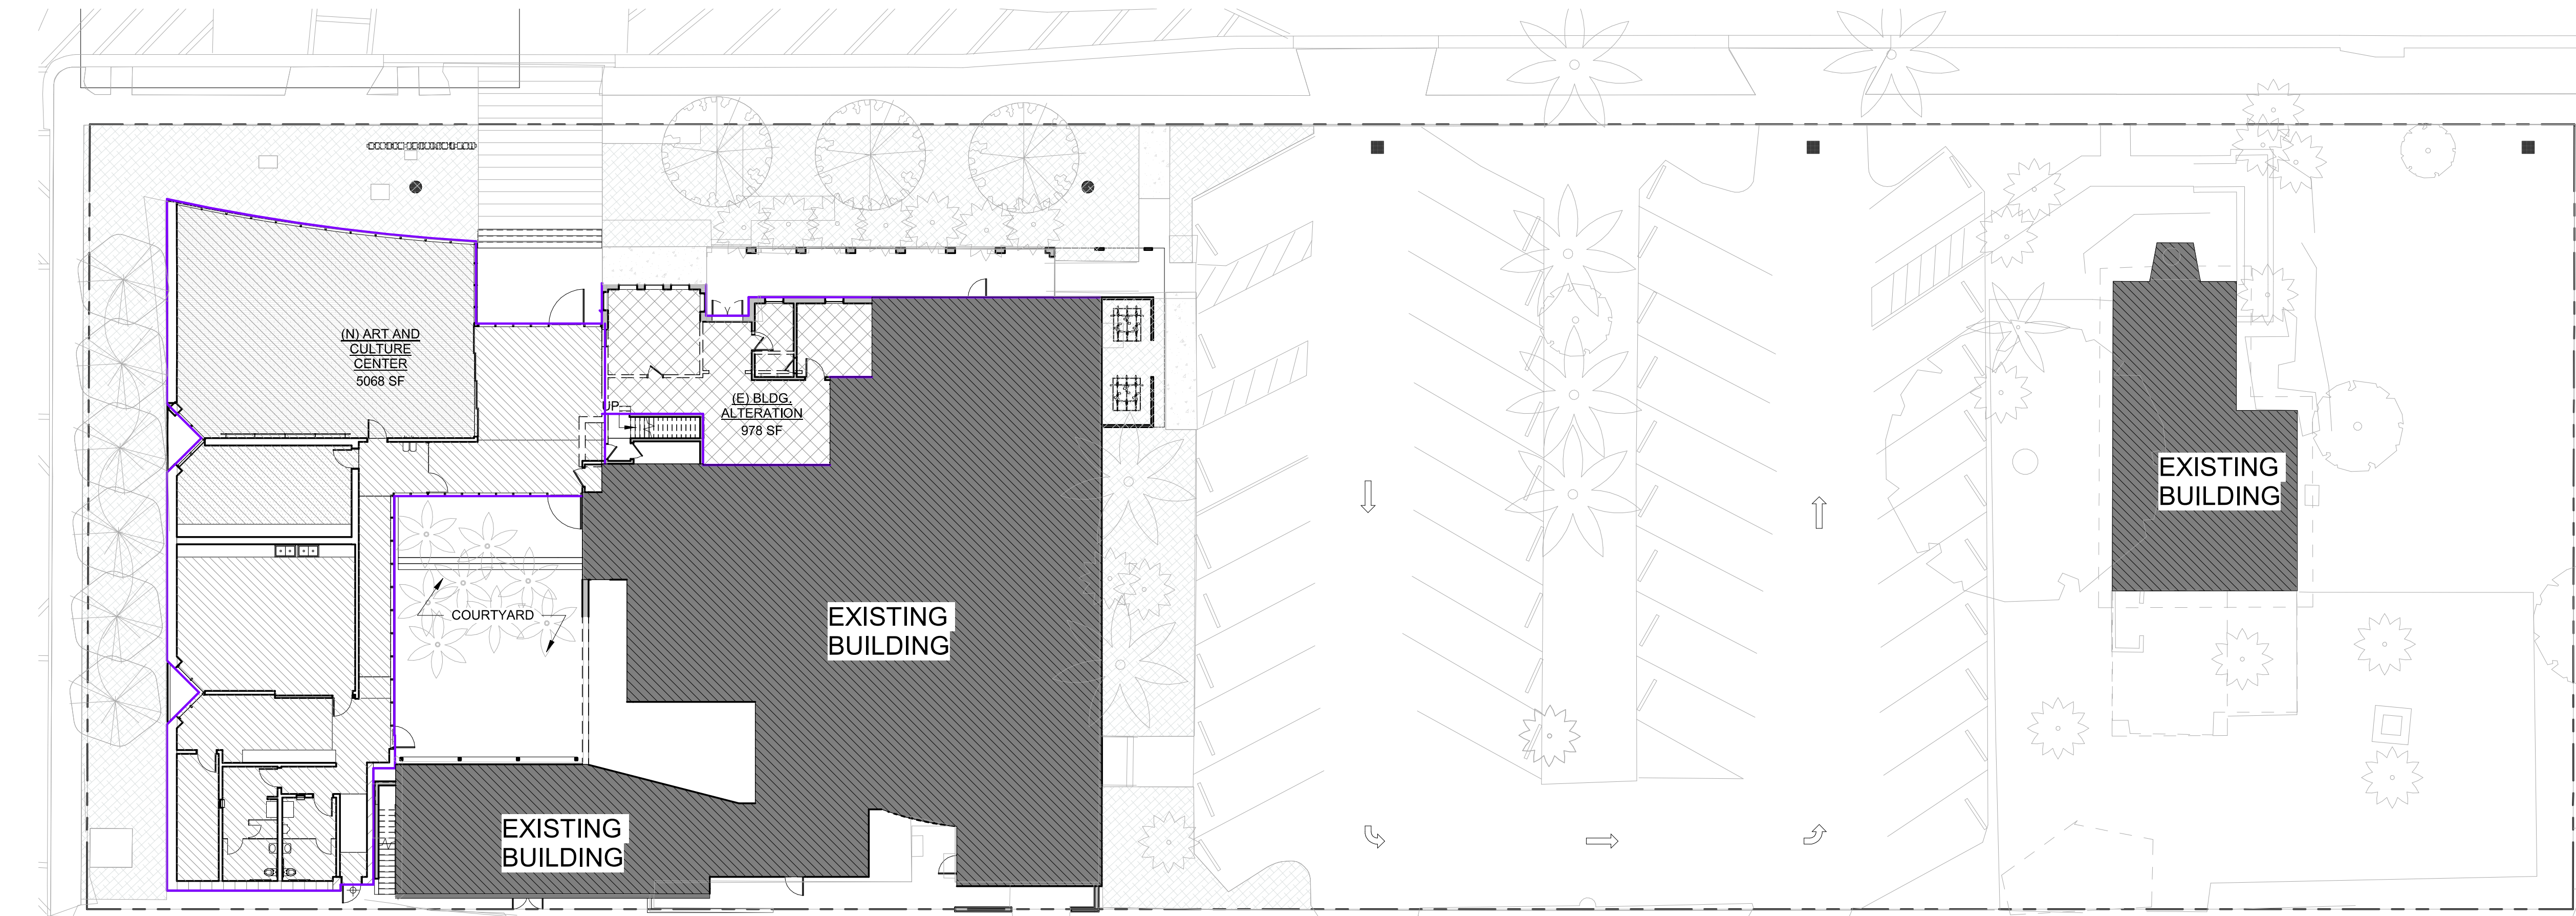 (N) ART AND
CULTURE
CENTER
5068 SF
UP
(E) BLDG.
ALTERATION
978 SF
EXISTING
BUILDING
COURTYARD
EXISTING
BUILDING
EXISTING
BUILDING